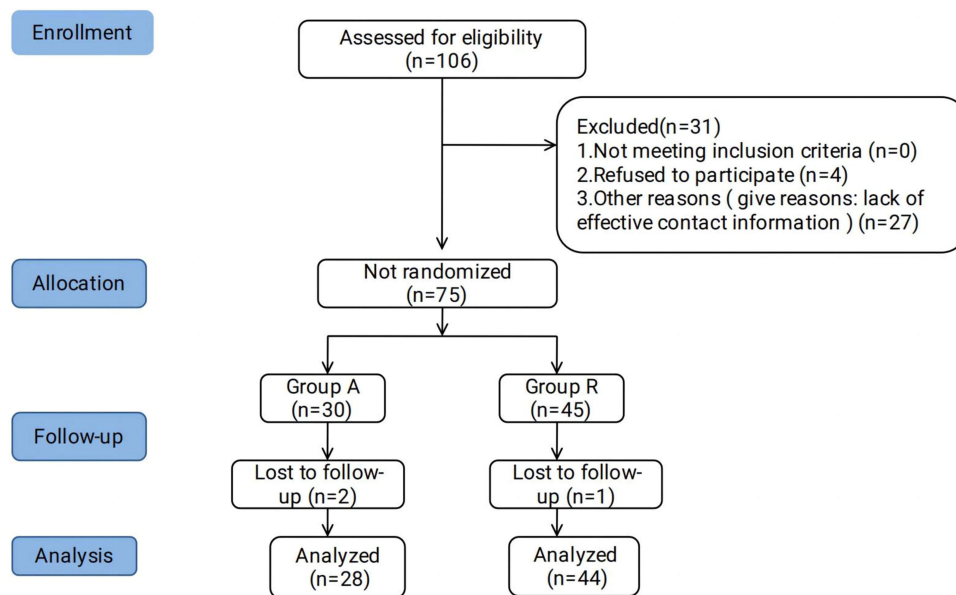 Enrollment
Assessed for eligibility
(n=106)
Excluded(n=31)
1.Not meeting inclusion criteria (n=0)
2.Refused to participate (n=4)
3.Other reasons ( give reasons: lack of
effective contact information ) (n=27)
Allocation
Not randomized
(n=75)
Group A
(n=30)
Group R
(n=45)
Follow-up
Lost to follow-
up (n=2)
Lost to follow-
up (n=1)
Analysis
Analyzed
(n=28)
Analyzed
(n=44)